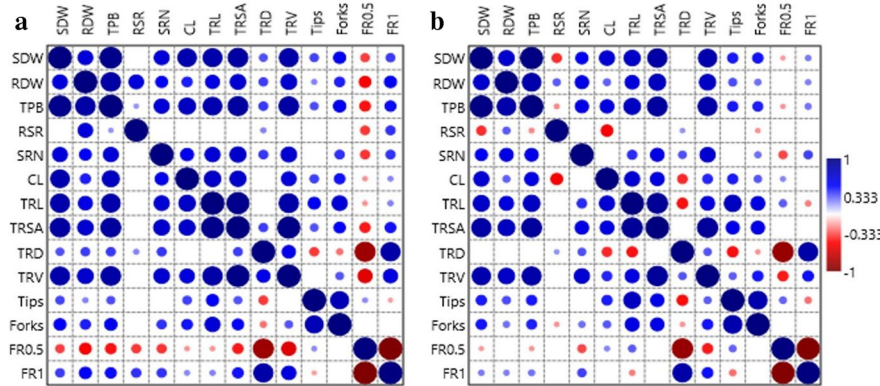 a
SDW RDW TPB RSR SRN CL TRL TRSA TRD TRV Tips Forks FR0.5 FR1
SDW
RDW
TPB
RSR
SRN
CL
TRL
TRSA
TRD
TRV
Tips
Forks
FR0.5
FR1
b
SDW RDW TPB RSR SRN CL TRL TRSA TRD TRV Tips Forks FR0.5 FR1
SDW
RDW
TPB
RSR
SRN
CL
TRL
TRSA
TRD
TRV
Tips
Forks
FR0.5
FR1
1
0.333
-0.333
-1